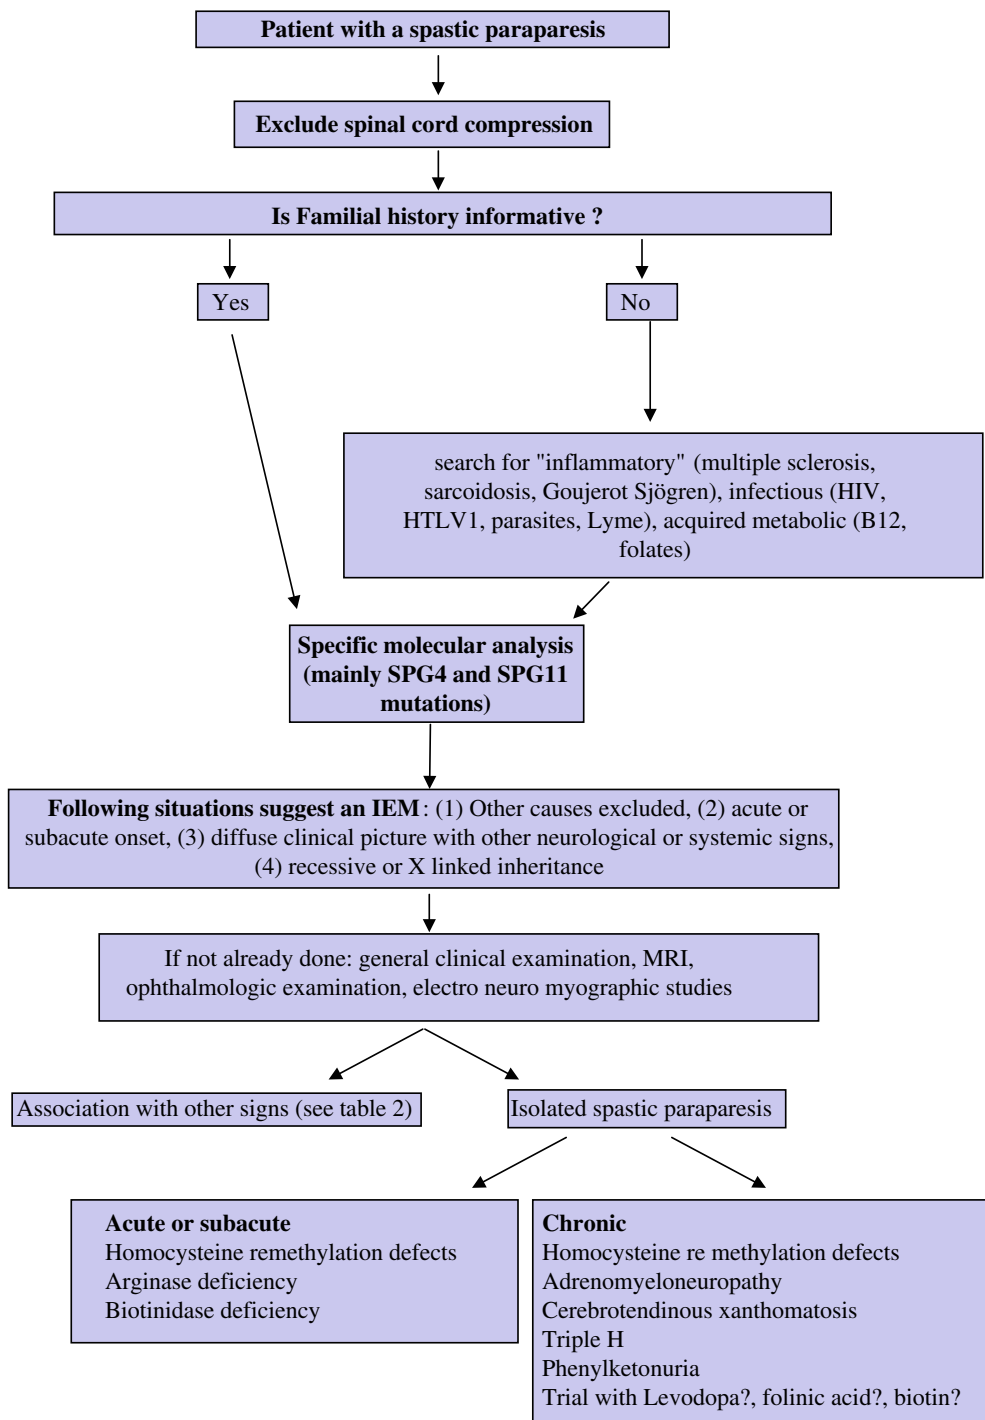 Patient with a spastic paraparesis
Exclude spinal cord compression
Is Familial history informative ?
Yes
No
search for "inflammatory" (multiple sclerosis,
sarcoidosis, Goujerot Sjögren), infectious (HIV,
HTLV1, parasites, Lyme), acquired metabolic (B12,
folates)
Specific molecular analysis
(mainly SPG4 and SPG11
mutations)
Following situations suggest an IEM: (1) Other causes excluded, (2) acute or
subacute onset, (3) diffuse clinical picture with other neurological or systemic signs,
(4) recessive or X linked inheritance
If not already done: general clinical examination, MRI,
ophthalmologic examination, electro neuro myographic studies
Association with other signs (see table 2)
Isolated spastic paraparesis
Acute or subacute
Homocysteine remethylation defects
Arginase deficiency
Biotinidase deficiency
Chronic
Homocysteine re methylation defects
Adrenomyeloneuropathy
Cerebrotendinous xanthomatosis
Triple H
Phenylketonuria
Trial with Levodopa?, folinic acid?, biotin?